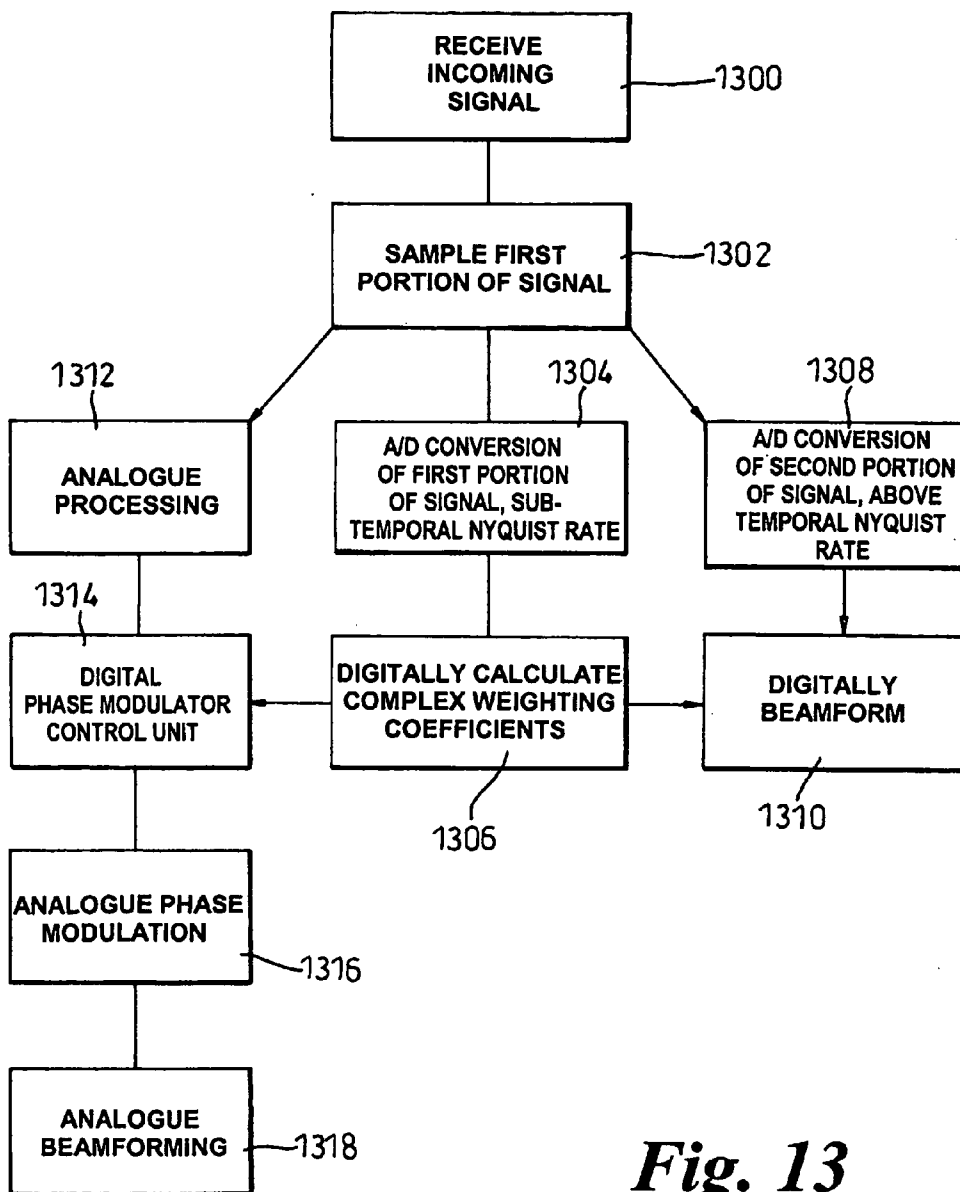 RECEIVE
INCOMING
SIGNAL
1300
SAMPLE FIRST
PORTION OF SIGNAL
1302
1312
ANALOGUE
PROCESSING
1304
A/D CONVERSION
OF FIRST PORTION
OF SIGNAL, SUB-
TEMPORAL NYQUIST RATE
1308
A/D CONVERSION
OF SECOND PORTION
OF SIGNAL, ABOVE
TEMPORAL NYQUIST
RATE
1314
DIGITAL
PHASE MODULATOR
CONTROL UNIT
DIGITALLY CALCULATE
COMPLEX WEIGHTING
COEFFICIENTS
1306
DIGITALLY
BEAMFORM
1310
ANALOGUE PHASE
MODULATION
1316
ANALOGUE
BEAMFORMING
1318
Fig. 13